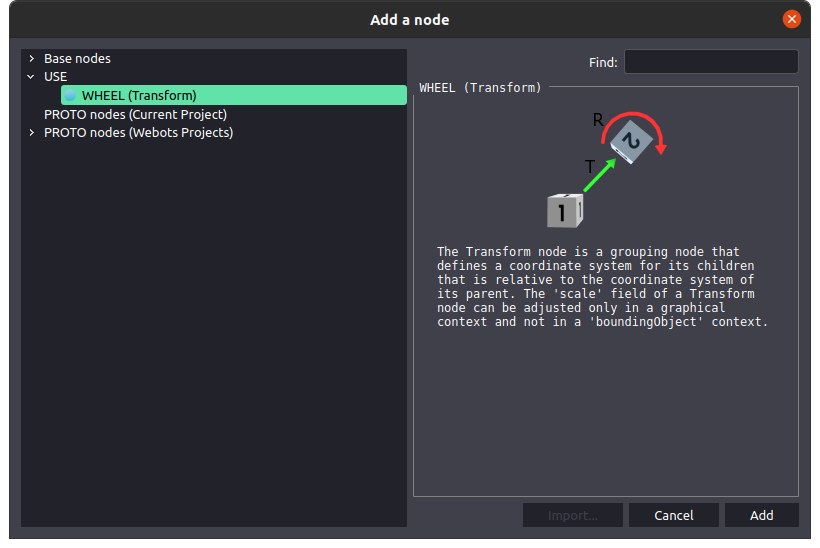 Add a node
Base nodes
USE
WHEEL (Transform)
PROTO nodes (Current Project)
PROTO nodes (Webots Projects)
Find:
WHEEL (Transform)
R
2
T
1
The Transform node is a grouping node that
defines a coordinate system for its children
that is relative to the coordinate system of
its parent. The 'scale' field of a Transform
node can be adjusted only in a graphical
context and not in a 'boundingObject' context.
Import...
Cancel
Add